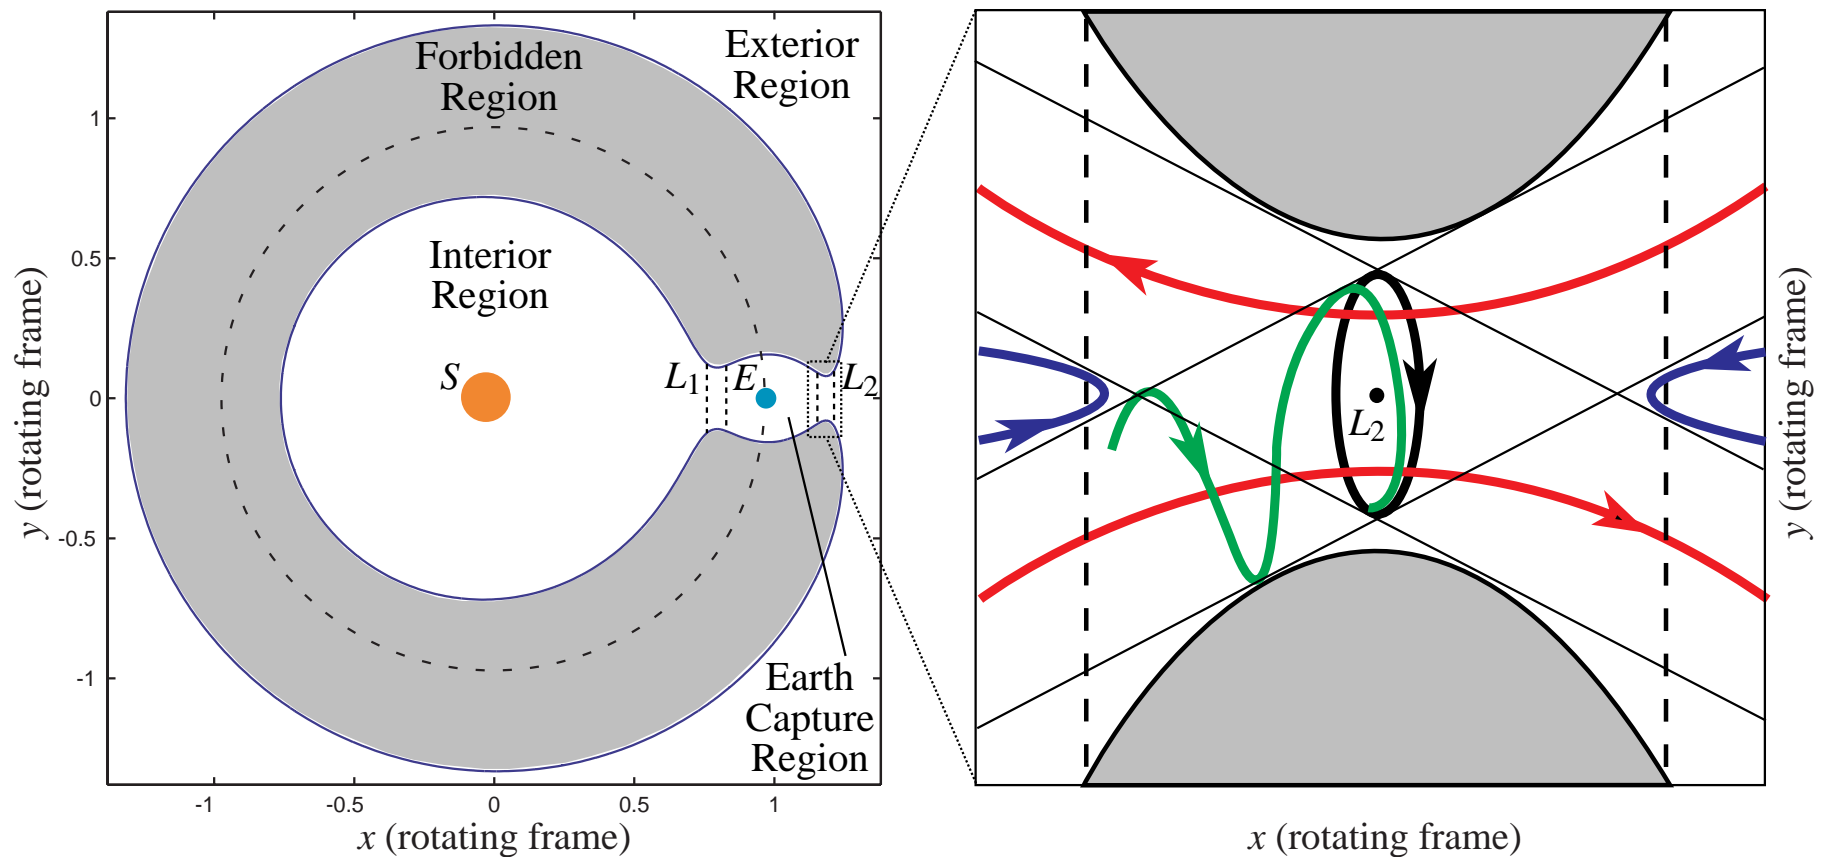 Forbidden
Region
Exterior
Region
Interior
Region
S
L1
E
L2
Earth
Capture
Region
1
0.5
0
-0.5
-1
-1
-0.5
0
0.5
1
x (rotating frame)
y (rotating frame)
L2
x (rotating frame)
y (rotating frame)